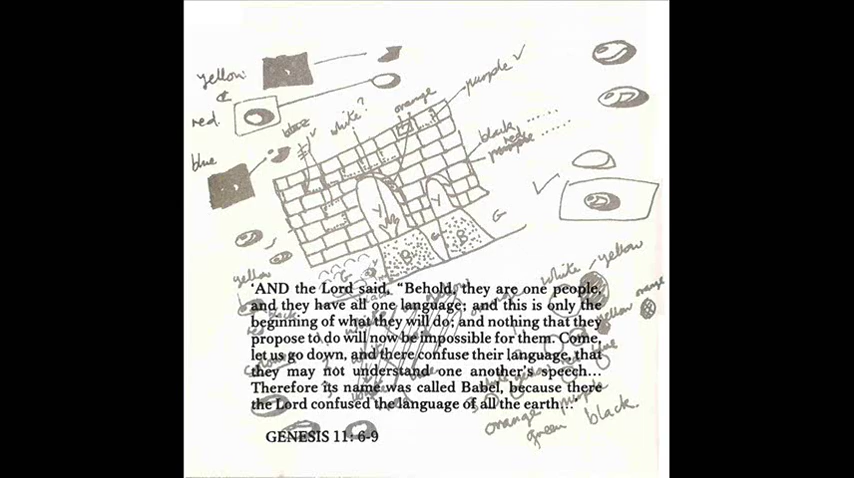 yellow
red
blue
blue
white?
orange
purple ✓
black
red
purple
Y
Y
G
G
B
B
G
yellow
white
yellow
orange
'AND the Lord said, "Behold, they are one people,
and they have all one language; and this is only the
beginning of what they will do; and nothing that they
propose to do will now be impossible for them. Come,
let us go down, and there confuse their language, that
they may not understand one another's speech...
Therefore its name was called Babel, because there
the Lord confused the language of all the earth...'
orange purple
green black.
GENESIS 11: 6-9